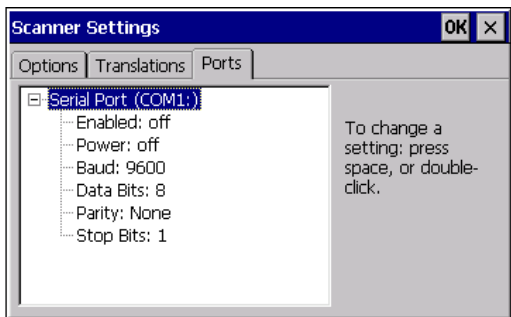 Scanner Settings OK ×
Options Translations Ports
Serial Port (COM1:)
Enabled: off
Power: off
Baud: 9600
Data Bits: 8
Parity: None
Stop Bits: 1
To change a
setting: press
space, or double-
click.